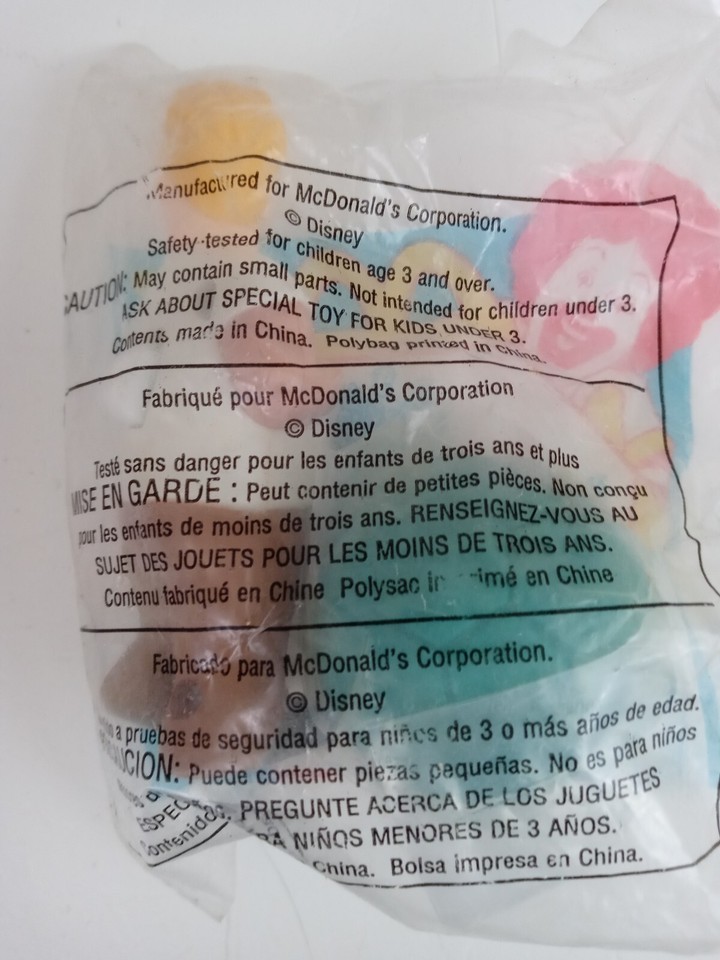 Manufactured for McDonald's Corporation.
© Disney
Safety-tested for children age 3 and over.
CAUTION: May contain small parts. Not intended for children under 3.
ASK ABOUT SPECIAL TOY FOR KIDS UNDER 3.
Contents made in China. Polybag printed in China.
Fabriqué pour McDonald's Corporation
© Disney
Testé sans danger pour les enfants de trois ans et plus
MISE EN GARDE : Peut contenir de petites pièces. Non conçu
pour les enfants de moins de trois ans. RENSEIGNEZ-VOUS AU
SUJET DES JOUETS POUR LES MOINS DE TROIS ANS.
Contenu fabriqué en Chine Polysac imprimé en Chine
Fabricado para McDonald's Corporation.
© Disney
a pruebas de seguridad para niños de 3 o más años de edad.
Puede contener piezas pequeñas. No es para niños
PREGUNTE ACERCA DE LOS JUGUETES
NIÑOS MENORES DE 3 AÑOS.
China. Bolsa impresa en China.